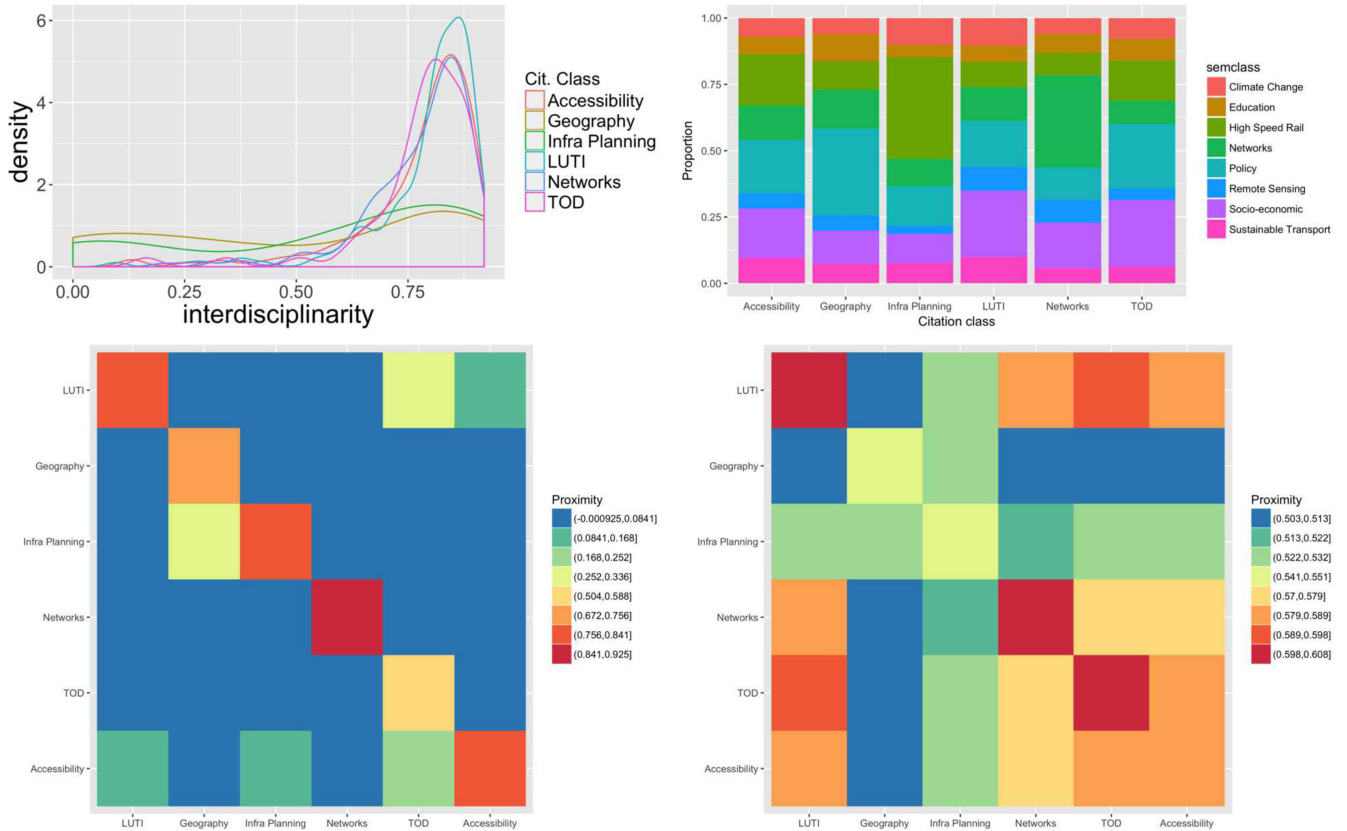 6
4
2
0
density
0.00
0.25
0.50
0.75
interdisciplinarity
Cit. Class
Accessibility
Geography
Infra Planning
LUTI
Networks
TOD
1.00
0.75
0.50
0.25
0.00
Proportion
Accessibility
Geography
Infra Planning
LUTI
Networks
TOD
Citation class
semclass
Climate Change
Education
High Speed Rail
Networks
Policy
Remote Sensing
Socio-economic
Sustainable Transport
LUTI
Geography
Infra Planning
Networks
TOD
Accessibility
LUTI
Geography
Infra Planning
Networks
TOD
Accessibility
Proximity
(-0.000925,0.0841]
(0.0841,0.168]
(0.168,0.252]
(0.252,0.336]
(0.504,0.588]
(0.672,0.756]
(0.756,0.841]
(0.841,0.925]
LUTI
Geography
Infra Planning
Networks
TOD
Accessibility
LUTI
Geography
Infra Planning
Networks
TOD
Accessibility
Proximity
(0.503,0.513]
(0.513,0.522]
(0.522,0.532]
(0.541,0.551]
(0.57,0.579]
(0.579,0.589]
(0.589,0.598]
(0.598,0.608]